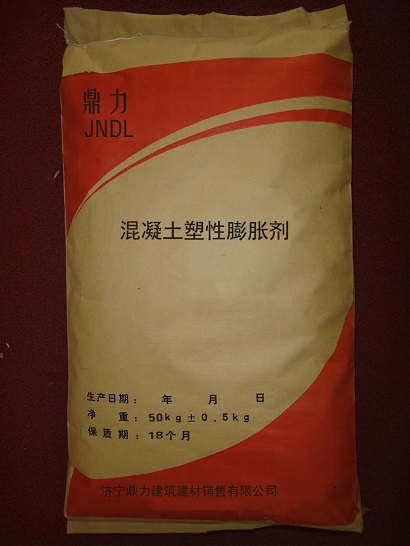 鼎力
JNDL
混凝土塑性膨胀剂
生产日期： 年 月 日
净 重：50kg±0.5kg
保质期：18个月
济宁鼎力建筑建材销售有限公司